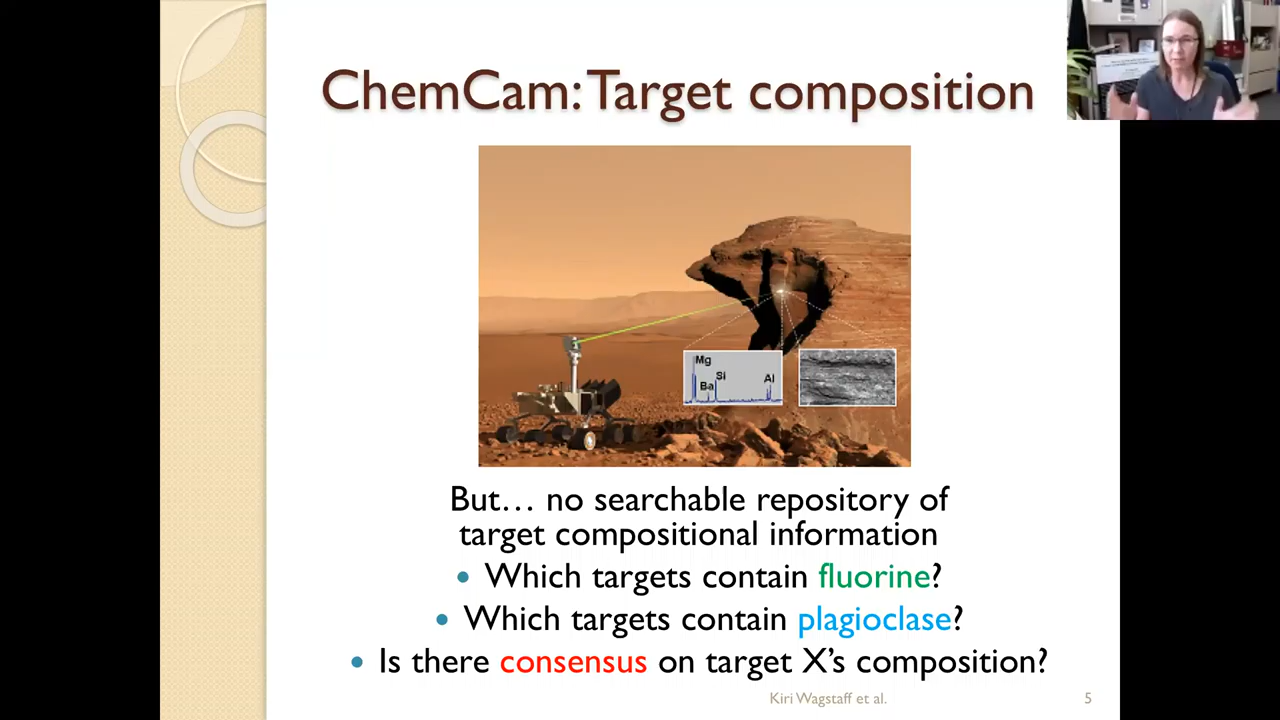 ChemCam: Target composition
Mg
Si
Ba
Al
But… no searchable repository of
target compositional information
• Which targets contain fluorine?
• Which targets contain plagioclase?
• Is there consensus on target X's composition?
Kiri Wagstaff et al.
5